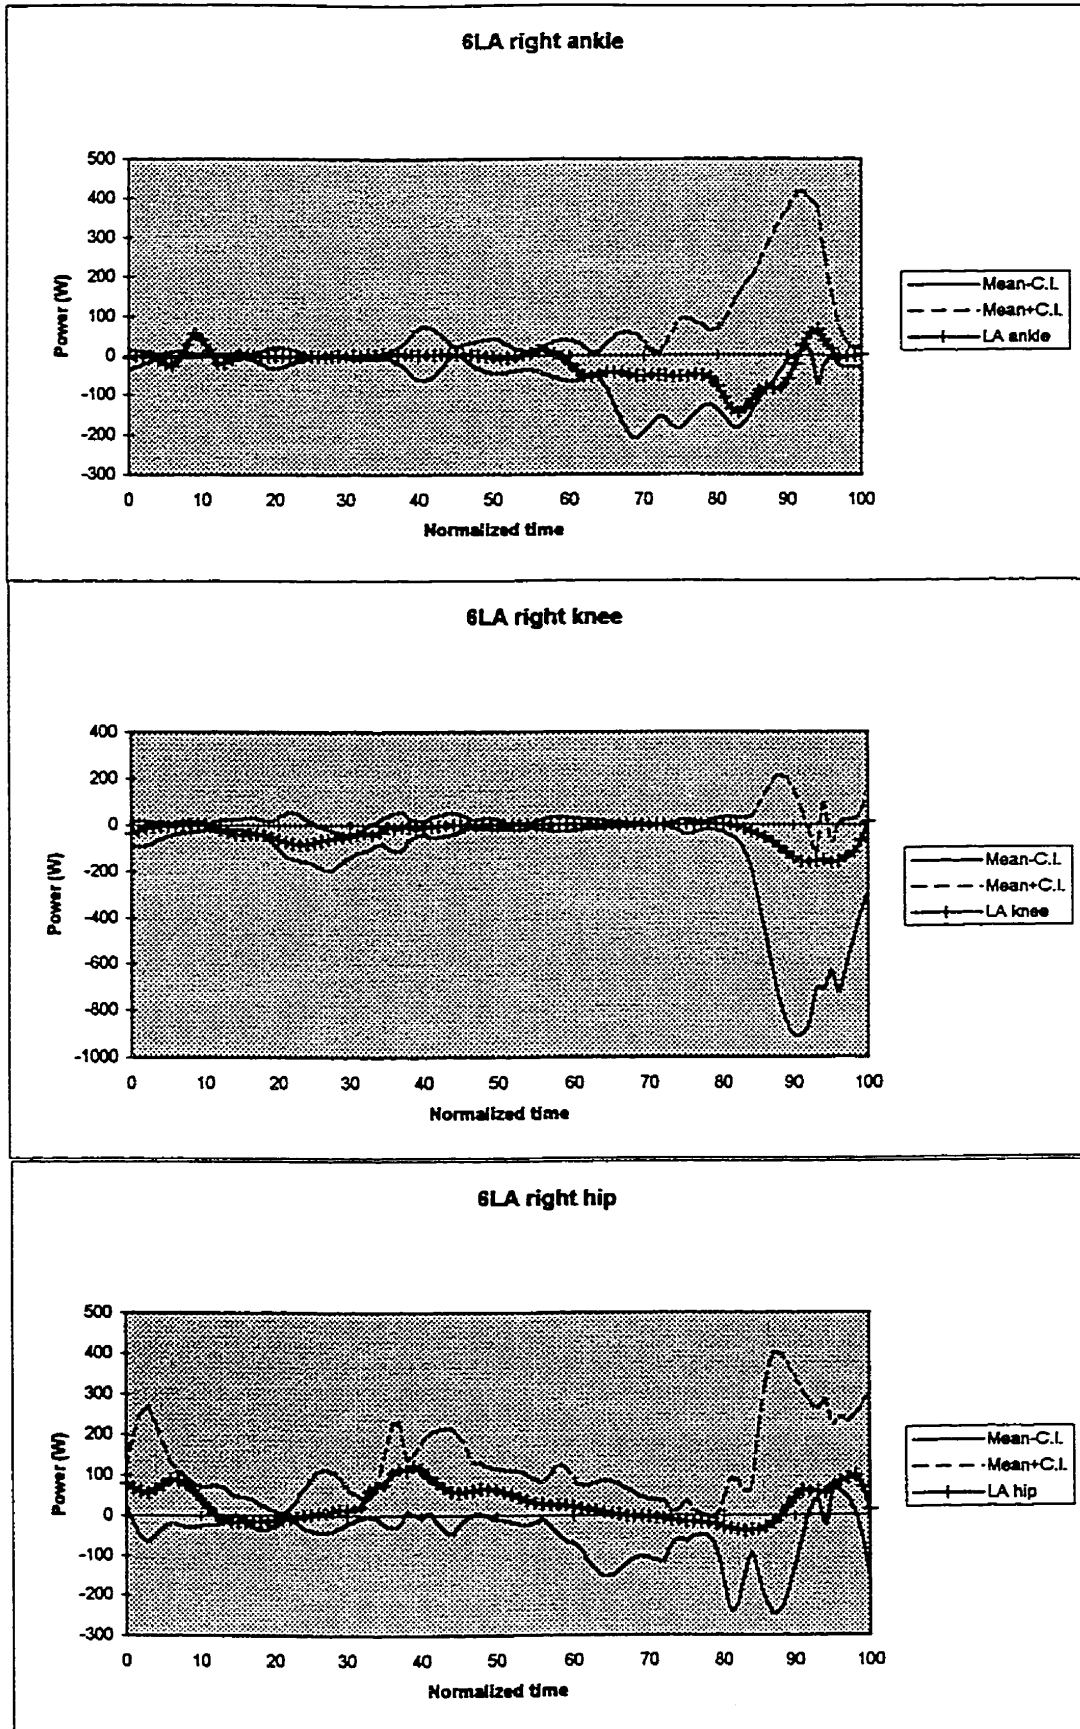 6LA right ankle
500
400
300
200
100
0
-100
-200
-300
Power (W)
0 10 20 30 40 50 60 70 80 90 100
Normalized time
Mean-C.I.
Mean+C.I.
LA ankle
6LA right knee
400
200
0
-200
-400
-600
-800
-1000
Power (W)
0 10 20 30 40 50 60 70 80 90 100
Normalized time
Mean-C.I.
Mean+C.I.
LA knee
6LA right hip
500
400
300
200
100
0
-100
-200
-300
Power (W)
0 10 20 30 40 50 60 70 80 90 100
Normalized time
Mean-C.I.
Mean+C.I.
LA hip